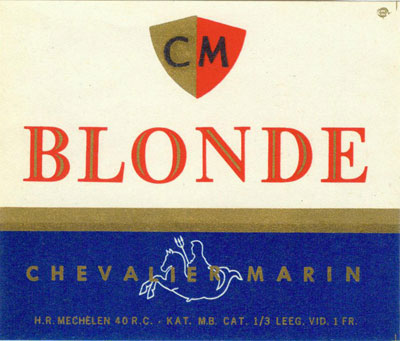 CM
BLONDE
CHEVALIER MARIN
H.R. MECHELEN 40 R.C. - KAT. M.B. CAT. 1/3 LEEG. VID. 1 FR.